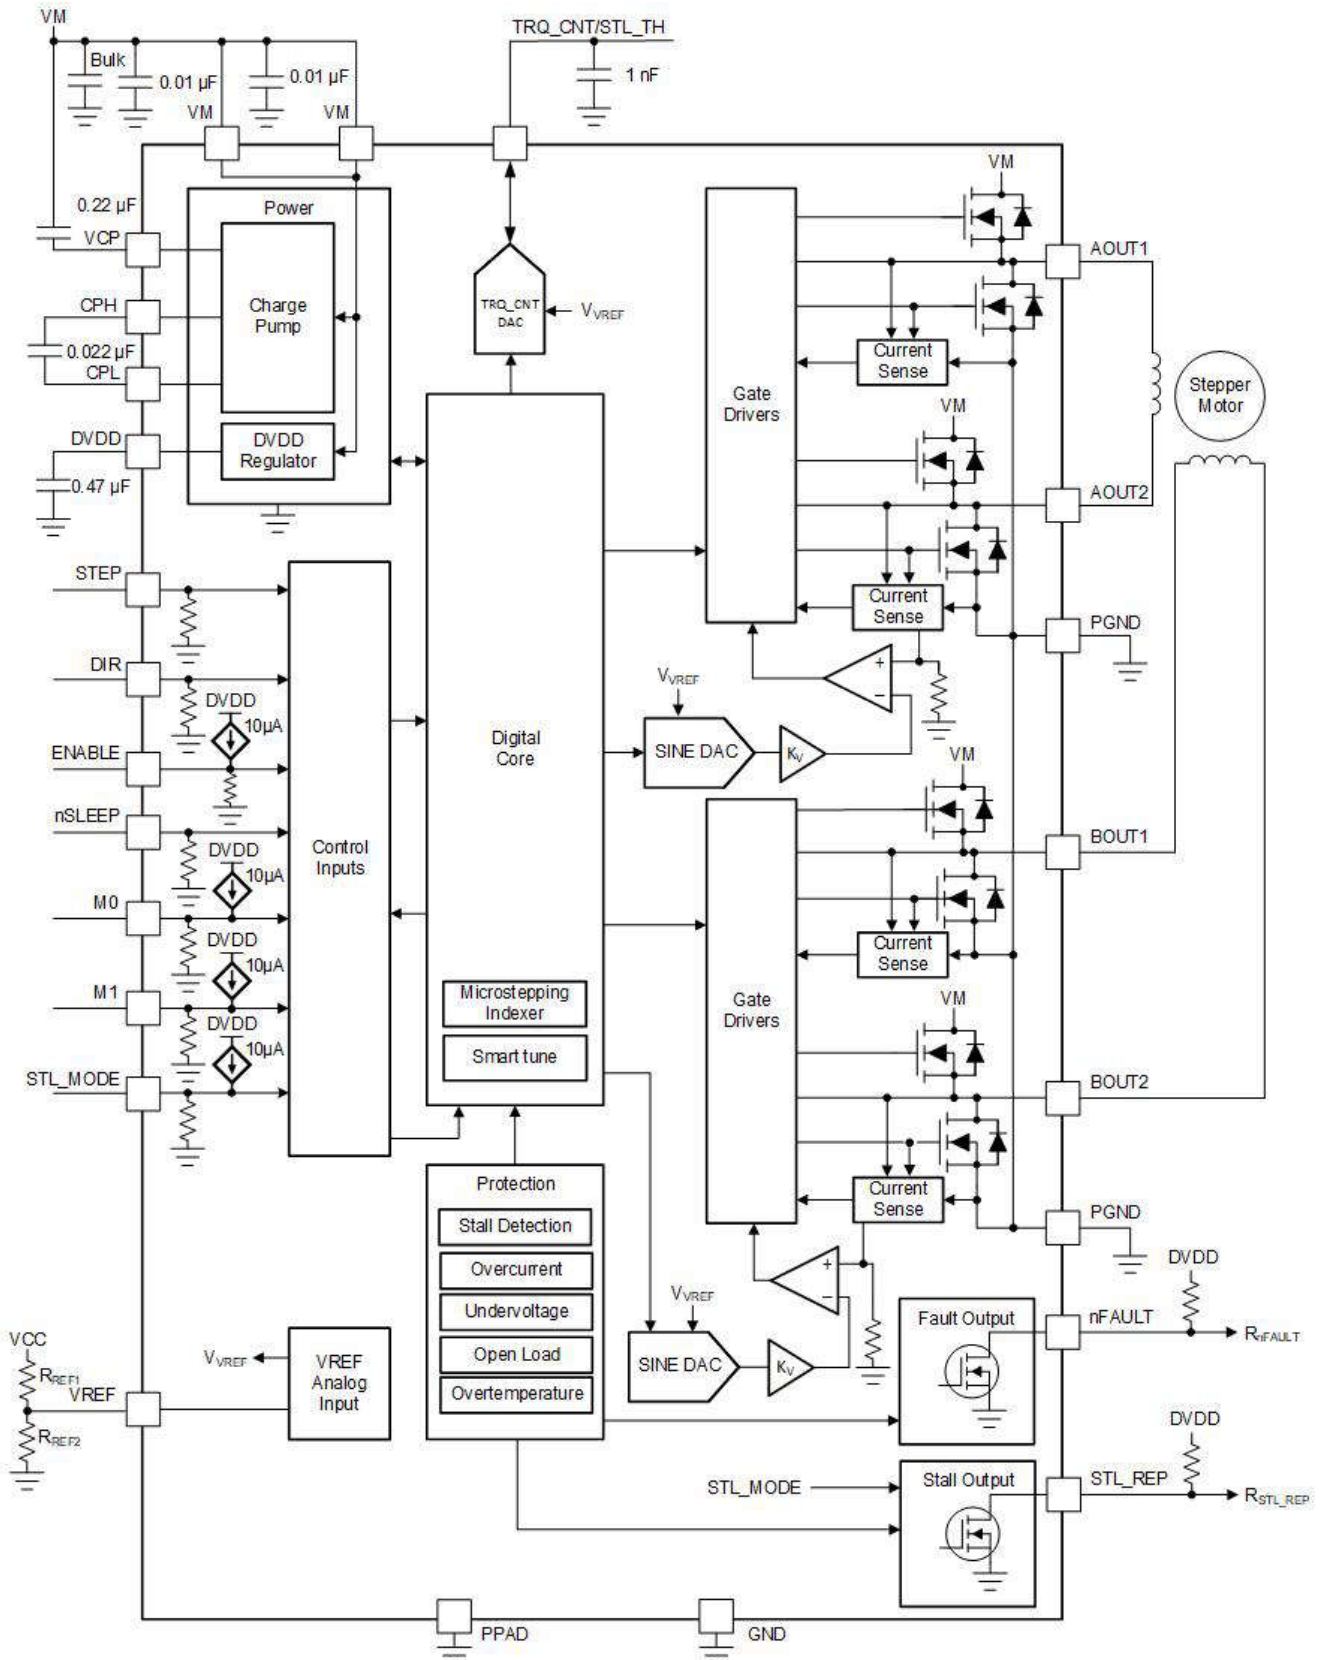 VM
TRQ_CNT/STL_TH
Bulk
0.01 µF
0.01 µF
1 nF
VM
VM
VM
0.22 µF
Power
VCP
AOUT1
CPH
Charge
Pump
TRQ_CNT
DAC
VVREF
0.022 µF
CPL
Current
Sense
Gate
Drivers
Stepper
Motor
VM
DVDD
DVDD
Regulator
0.47 µF
AOUT2
STEP
Current
Sense
PGND
DIR
DVDD
10µA
VVREF
ENABLE
Digital
Core
SINE DAC
KV
VM
nSLEEP
DVDD
10µA
Control
Inputs
BOUT1
M0
DVDD
10µA
Current
Sense
M1
DVDD
10µA
Microstepping
Indexer
Gate
Drivers
VM
Smart tune
STL_MODE
BOUT2
Protection
Current
Sense
Stall Detection
PGND
Overcurrent
DVDD
Undervoltage
VVREF
Fault Output
nFAULT
RnFAULT
VCC
RREF1
VREF
RREF2
VVREF
VREF
Analog
Input
Open Load
Overtemperature
SINE DAC
KV
DVDD
STL_MODE
Stall Output
STL_REP
RSTL_REP
PPAD
GND